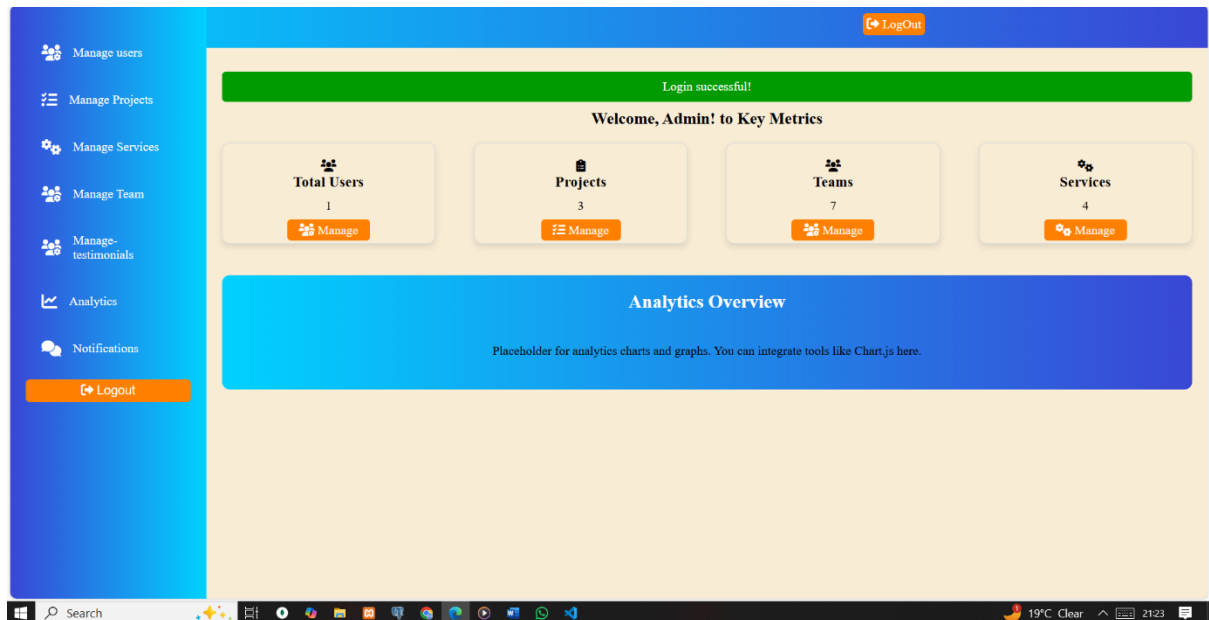 LogOut
Manage users
Manage Projects
Manage Services
Manage Team
Manage-
testimonials
Analytics
Notifications
Logout
Login successful!
Welcome, Admin! to Key Metrics
Total Users
1
Manage
Projects
3
Manage
Teams
7
Manage
Services
4
Manage
Analytics Overview
Placeholder for analytics charts and graphs. You can integrate tools like Chart.js here.
Search
19°C Clear
21:23